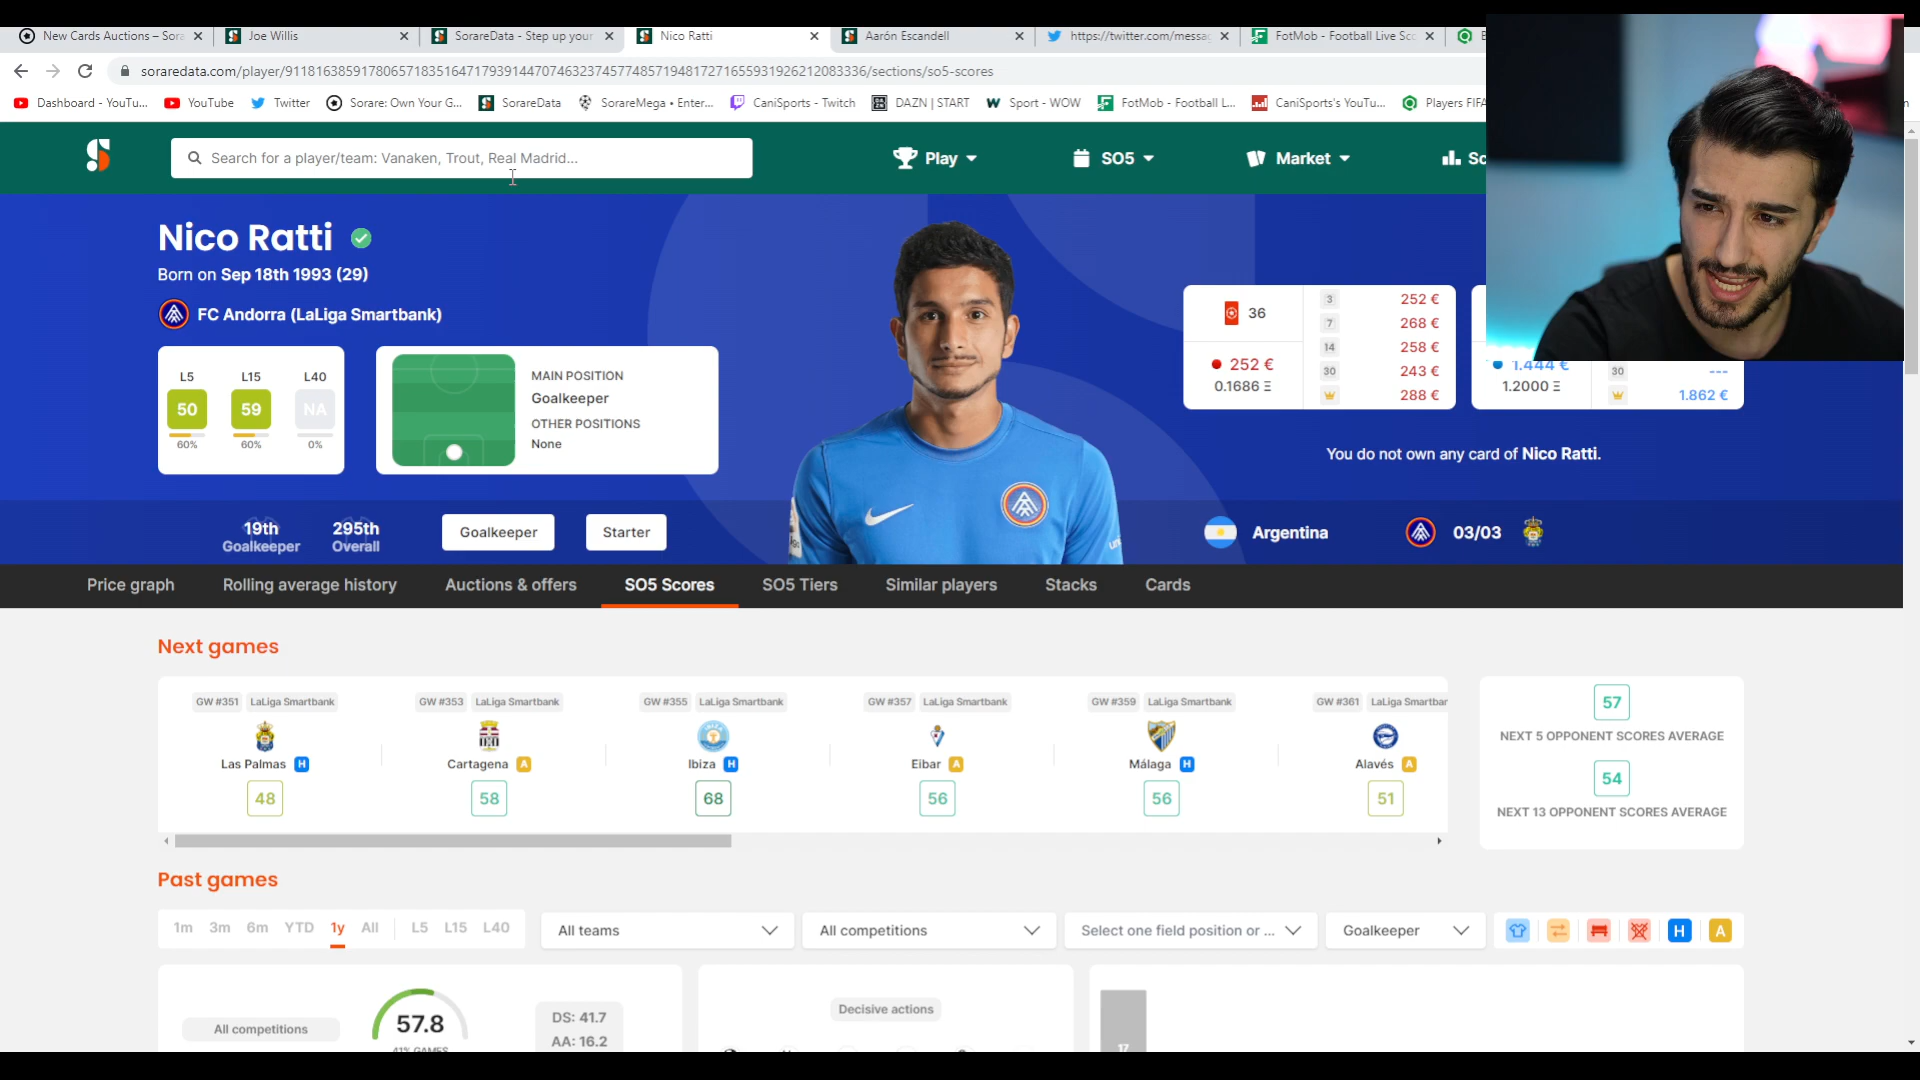 New Cards Auctions – Sora
Joe Willis
SorareData - Step up your
Nico Ratti
Aarón Escandell
https://twitter.com/messag
FotMob - Football Live Sco
soraredata.com/player/91181638591780657183516471793914470746323745774857194817271655931926212083336/sections/so5-scores
Dashboard - YouTu...
YouTube
Twitter
Sorare: Own Your G...
SorareData
SorareMega • Enter...
CaniSports - Twitch
DAZN | START
Sport - WOW
FotMob - Football L...
CaniSports's YouTu...
Players FIFA
Search for a player/team: Vanaken, Trout, Real Madrid...
Play
SO5
Market
Sc
Nico Ratti
Born on Sep 18th 1993 (29)
FC Andorra (LaLiga Smartbank)
L5 L15 L40
50 59 NA
60% 60% 0%
MAIN POSITION
Goalkeeper
OTHER POSITIONS
None
36
252 €
0.1686 Ξ
3 252 €
7 268 €
14 258 €
30 243 €
288 €
1.444 €
1.2000 Ξ
30 ---
1.862 €
You do not own any card of Nico Ratti.
19th
Goalkeeper
295th
Overall
Goalkeeper
Starter
Argentina
03/03
Price graph
Rolling average history
Auctions & offers
SO5 Scores
SO5 Tiers
Similar players
Stacks
Cards
Next games
GW #351 LaLiga Smartbank
Las Palmas H
48
GW #353 LaLiga Smartbank
Cartagena A
58
GW #355 LaLiga Smartbank
Ibiza H
68
GW #357 LaLiga Smartbank
Eibar A
56
GW #359 LaLiga Smartbank
Málaga H
56
GW #361 LaLiga Smartbar
Alavés A
51
57
NEXT 5 OPPONENT SCORES AVERAGE
54
NEXT 13 OPPONENT SCORES AVERAGE
Past games
1m 3m 6m YTD 1y All L5 L15 L40
All teams
All competitions
Select one field position or ...
Goalkeeper
H
A
All competitions
57.8
41% GAMES
DS: 41.7
AA: 16.2
Decisive actions
17